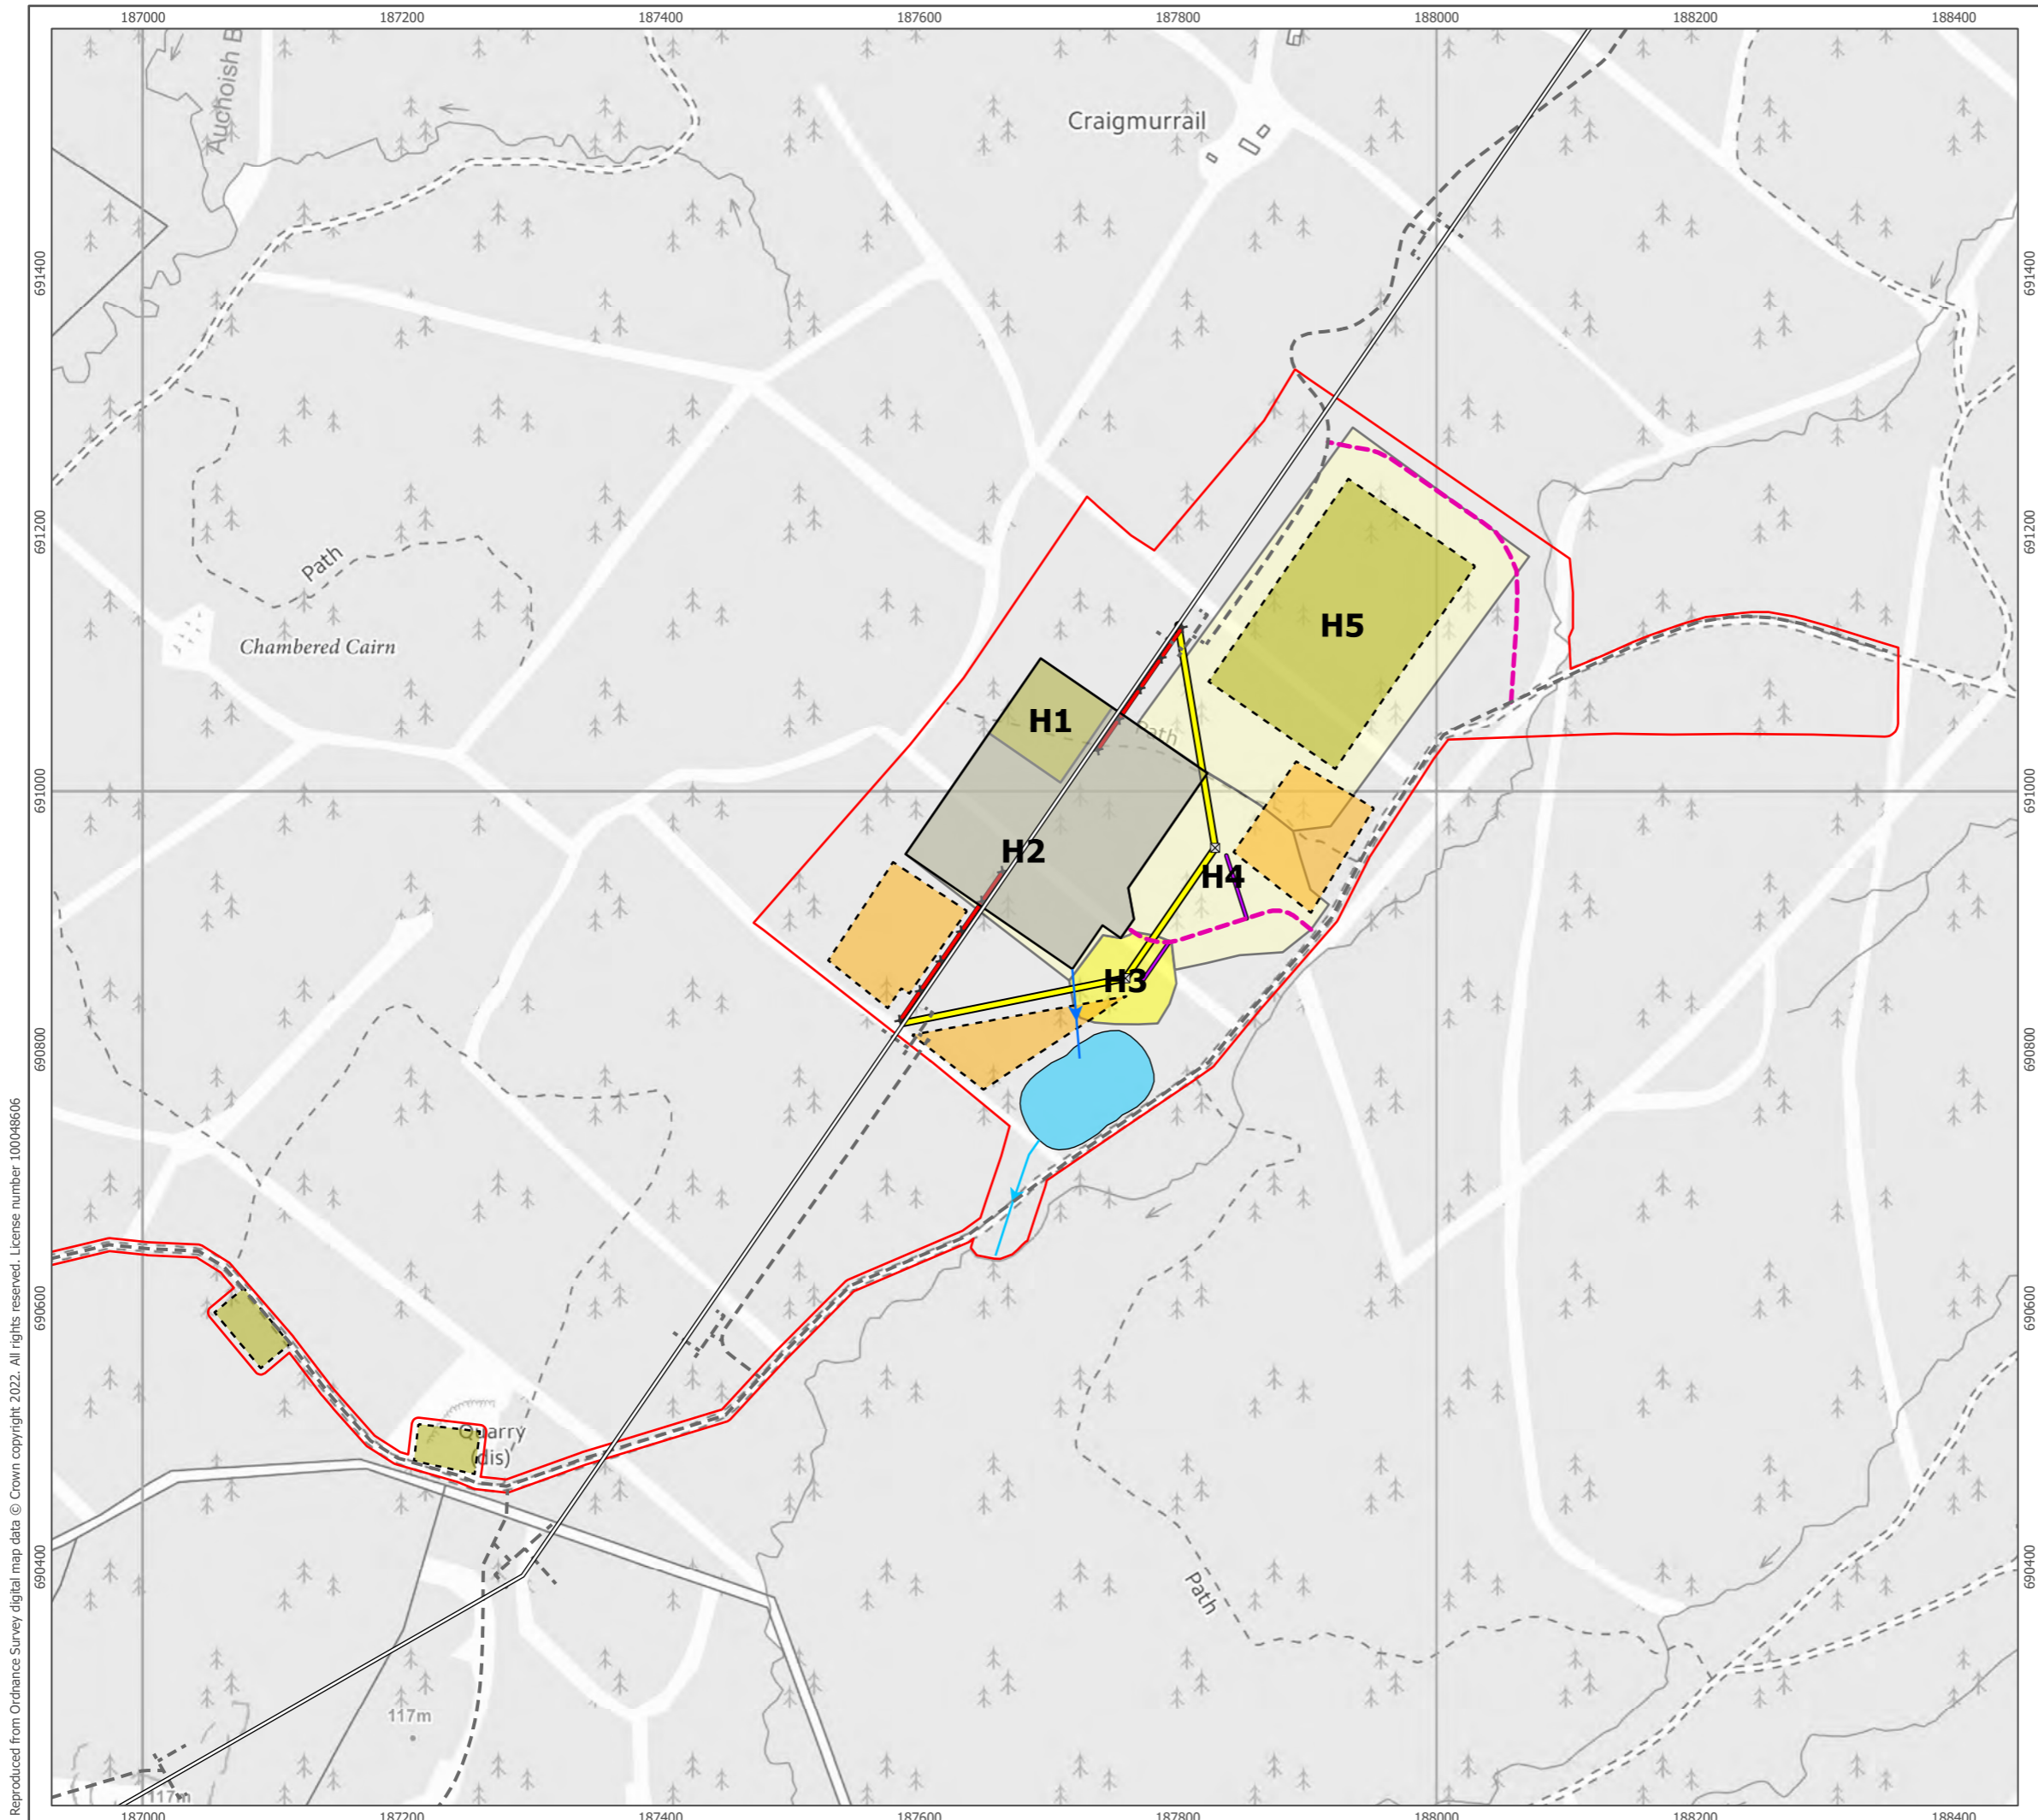 187000 187200 187400 187600 187800 188000 188200 188400
Auchoish B
Craigmurrail
691400 691400
691200 691200
Path
Chambered Cairn
H5
H1
Path
691000 691000
H2
H4
H3
690800 690800
690600 690600
Quarry
(dis)
690400 690400
Path
117m
117m
187000 187200 187400 187600 187800 188000 188200 188400
Reproduced from Ordnance Survey digital map data © Crown copyright 2022. All rights reserved. License number 100048606